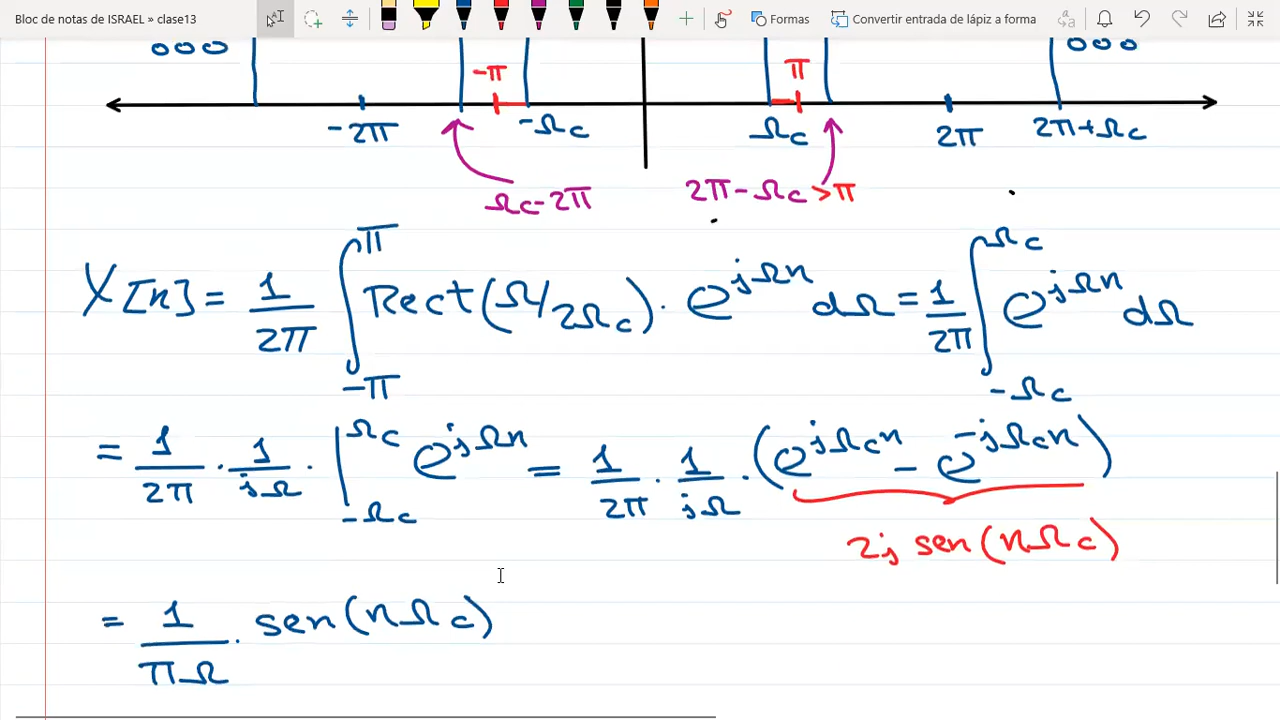 Bloc de notas de ISRAEL » clase13
Formas Convertir entrada de lápiz a forma
000 -π π 000
-2π -Ωc Ωc 2π 2π+Ωc
Ωc-2π 2π-Ωc>π
X[n] = 1/2π ∫_{-π}^{π} Rect(Ω/2Ωc) · e^{jΩn} dΩ = 1/2π ∫_{-Ωc}^{Ωc} e^{jΩn} dΩ
= 1/2π · 1/jΩ · |_{-Ωc}^{Ωc} e^{jΩn} = 1/2π · 1/jΩ · (e^{jΩcn} - e^{-jΩcn})
2j sen(nΩc)
= 1/πΩ · sen(nΩc)